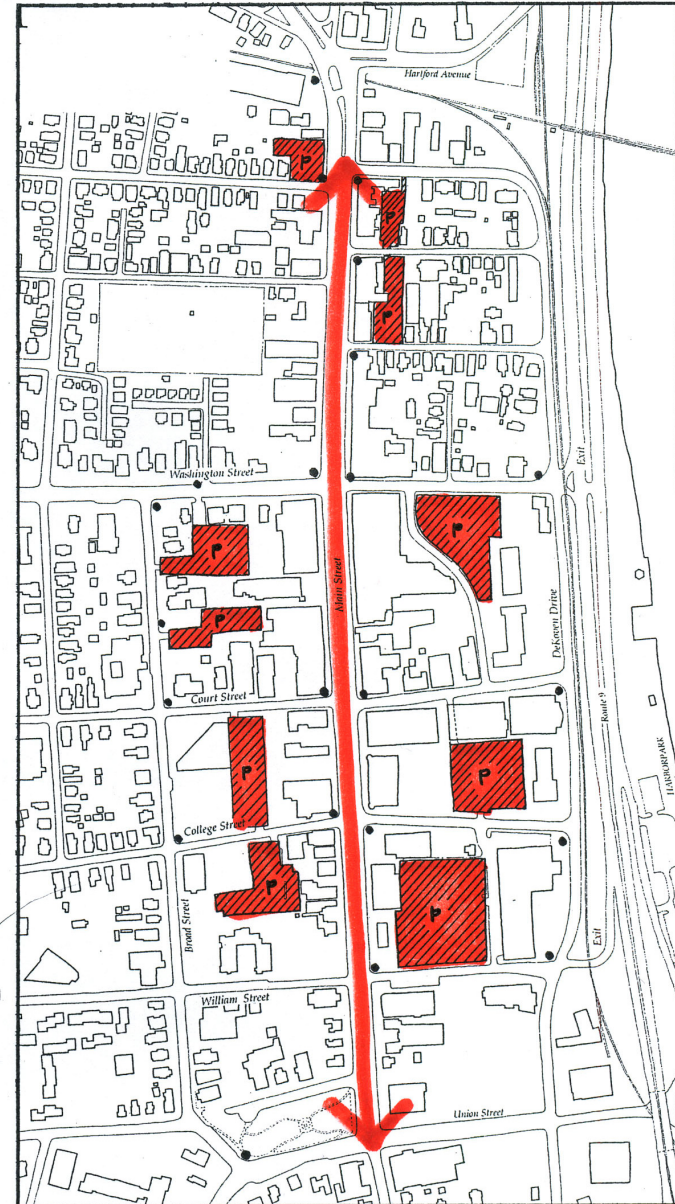 Hartford Avenue
P
P
P
Washington Street
Exit
P
P
P
Main Street
DeKoven Drive
Court Street
Route 9
P
P
HARBORPARK
College Street
P
P
Broad Street
Exit
William Street
Union Street